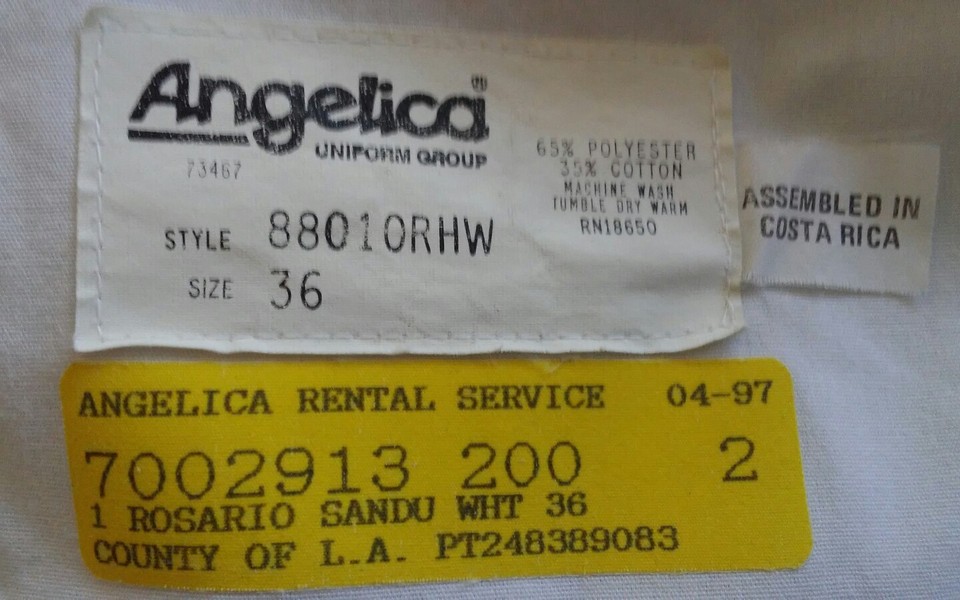 Angelica®
UNIFORM GROUP
73467
STYLE 88010RHW
SIZE 36
65% POLYESTER
35% COTTON
MACHINE WASH
TUMBLE DRY WARM
RN18650
ASSEMBLED IN
COSTA RICA
ANGELICA RENTAL SERVICE 04-97
7002913 200 2
1 ROSARIO SANDU WHT 36
COUNTY OF L.A. PT248389083